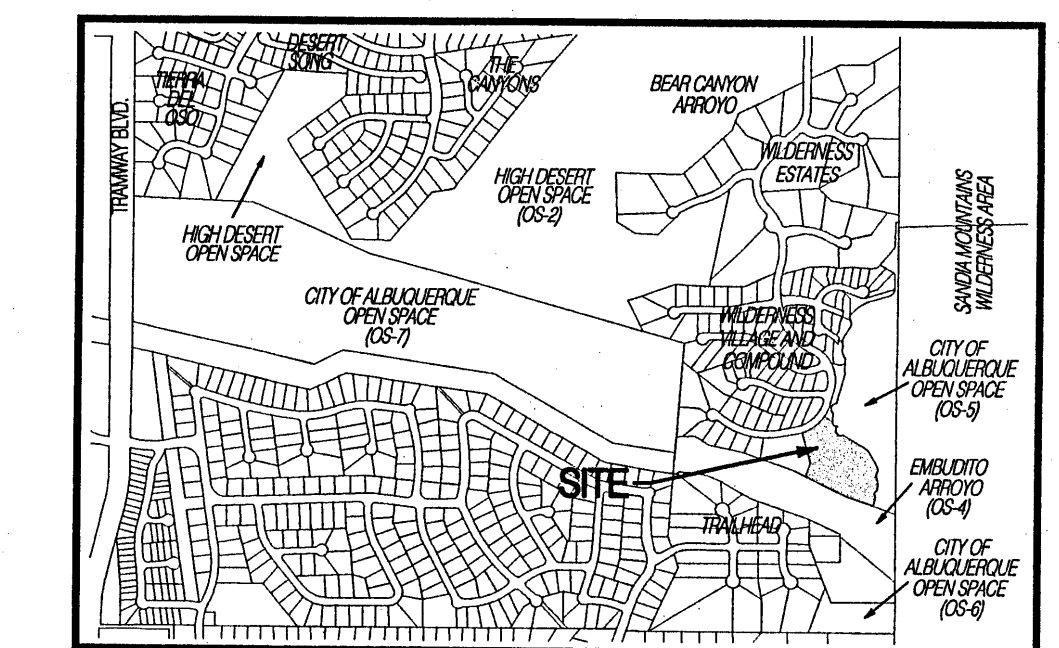 DESERT
SONG
THE
CANYONS
TIERRA
DEL
OSO
TRAMWAY BLVD.
BEAR CANYON
ARROYO
WILDERNESS
ESTATES
HIGH DESERT
OPEN SPACE
(OS-2)
SANDIA MOUNTAINS
WILDERNESS AREA
HIGH DESERT
OPEN SPACE
CITY OF ALBUQUERQUE
OPEN SPACE
(OS-7)
WILDERNESS
VILLAGE AND
COMPOUND
CITY OF
ALBUQUERQUE
OPEN SPACE
(OS-5)
SITE
EMBUDITO
ARROYO
(OS-4)
TRAILHEAD
CITY OF
ALBUQUERQUE
OPEN SPACE
(OS-6)